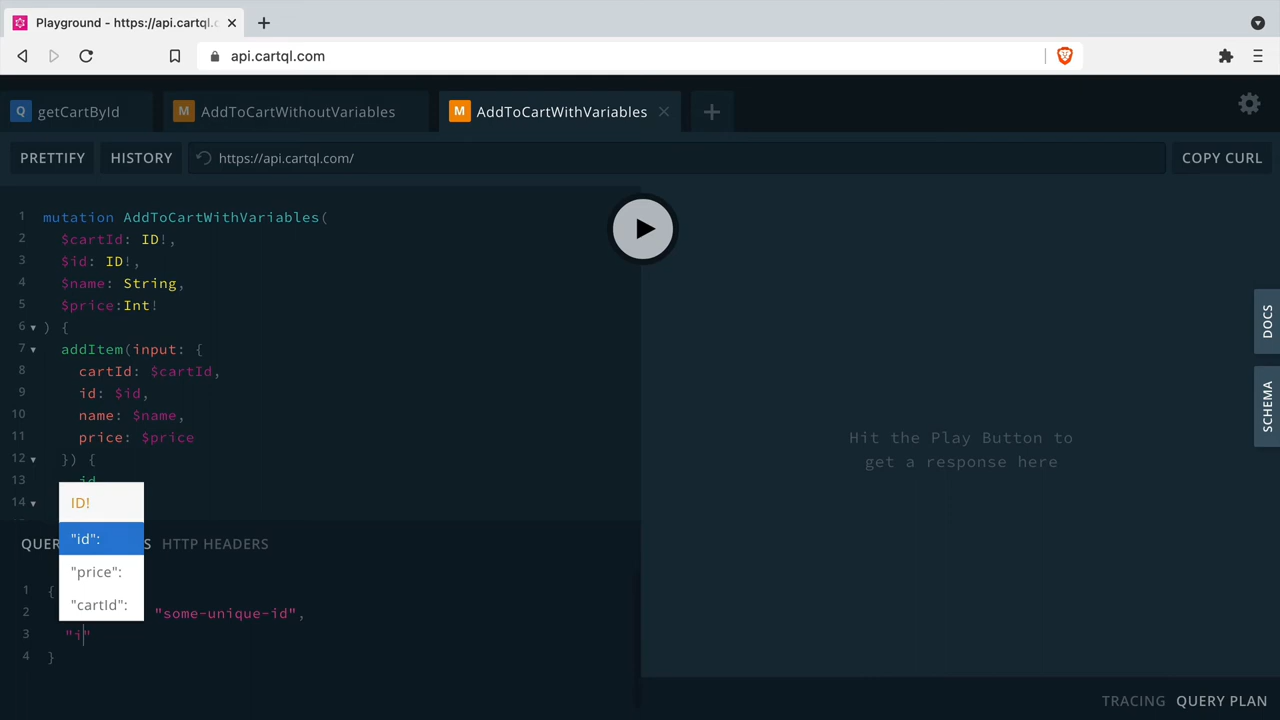 Playground - https://api.cartql.c
api.cartql.com
Q getCartById
M AddToCartWithoutVariables
M AddToCartWithVariables
PRETTIFY
HISTORY
https://api.cartql.com/
COPY CURL
1 mutation AddToCartWithVariables(
2 $cartId: ID!,
3 $id: ID!,
4 $name: String,
5 $price:Int!
6 ) {
7 addItem(input: {
8 cartId: $cartId,
9 id: $id,
10 name: $name,
11 price: $price
12 }) {
13 id
14
Hit the Play Button to
get a response here
DOCS
SCHEMA
ID!
"id":
"price":
"cartId":
HTTP HEADERS
1 {
2 "some-unique-id",
3 "i"
4 }
TRACING
QUERY PLAN